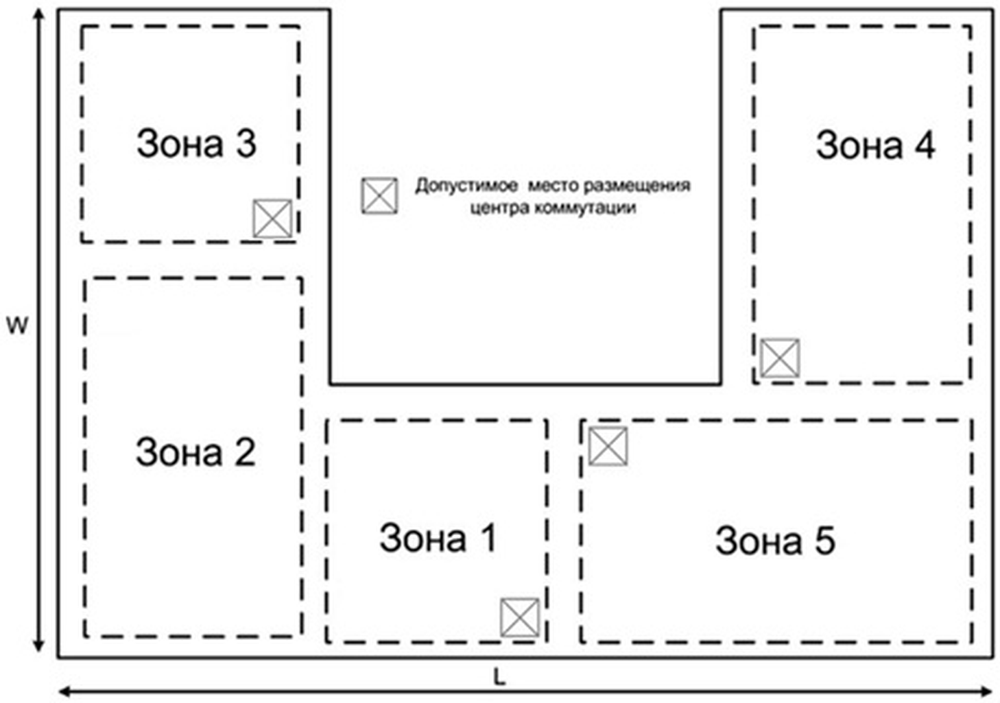 Зона 3
Зона 4
Допустимое место размещения
центра коммутации
W
Зона 2
Зона 1
Зона 5
L